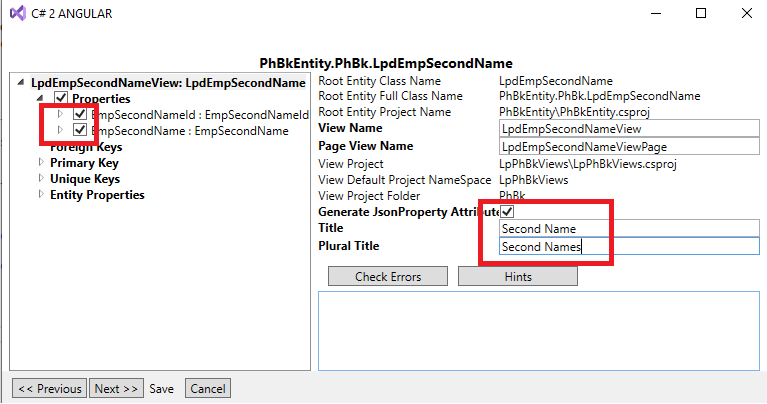 C# 2 ANGULAR
PhBkEntity.PhBk.LpdEmpSecondName
LpdEmpSecondNameView: LpdEmpSecondName
Properties
EmpSecondNameId : EmpSecondNameId
EmpSecondName : EmpSecondName
Foreign Keys
Primary Key
Unique Keys
Entity Properties
Root Entity Class Name LpdEmpSecondName
Root Entity Full Class Name PhBkEntity.PhBk.LpdEmpSecondName
Root Entity Project Name PhBkEntity\PhBkEntity.csproj
View Name LpdEmpSecondNameView
Page View Name LpdEmpSecondNameViewPage
View Project LpPhBkViews\LpPhBkViews.csproj
View Default Project NameSpace LpPhBkViews
View Project Folder PhBk
Generate JsonProperty Attribute
Title Second Name
Plural Title Second Names
Check Errors Hints
<< Previous Next >> Save Cancel